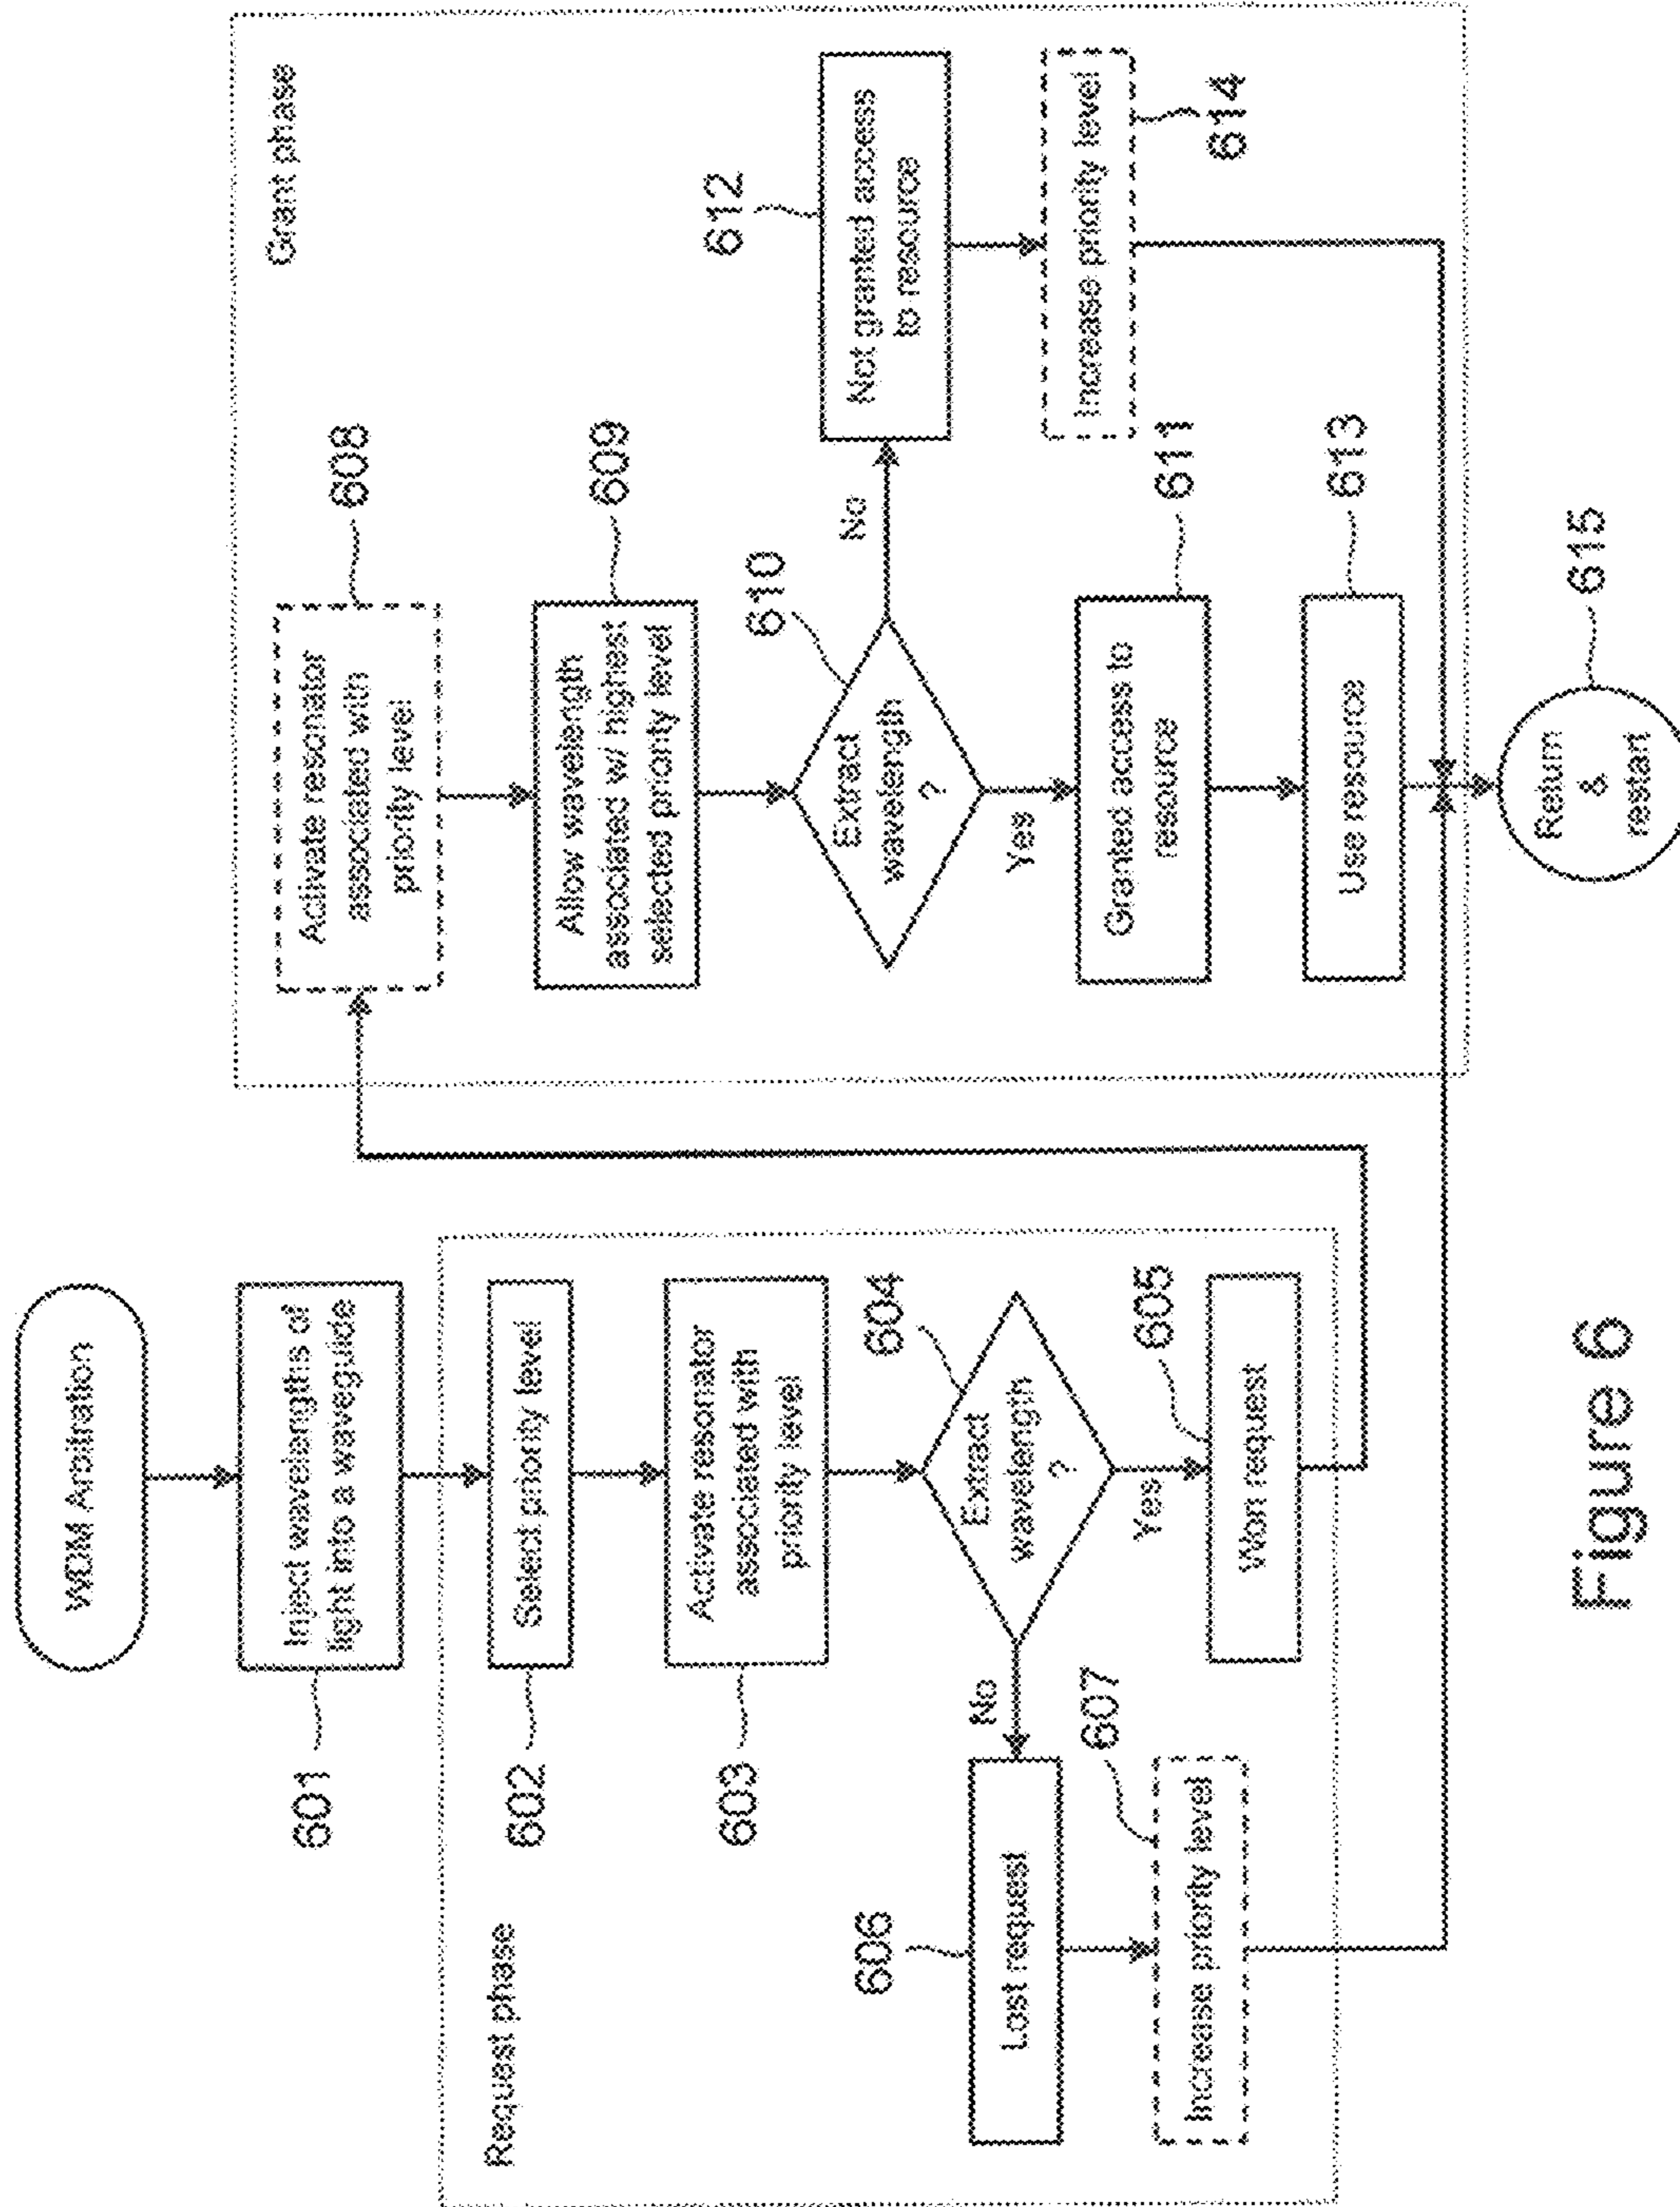 WDM Arbitration
Inject wavelengths of
light into a waveguide
601
Request phase
Select priority level
602
Activate resonator
associated with
priority level
603
Extract
wavelength
?
604
No
Yes
Lost request
606
Won request
605
Increase priority level
607
Grant phase
Activate resonator
associated with
priority level
608
Allow wavelength
associated w/ highest
selected priority level
609
Extract
wavelength
?
610
No
Yes
Not granted access
to resource
612
Granted access to
resource
611
Increase priority level
614
Use resource
613
Return
&
restart
615
Figure 6